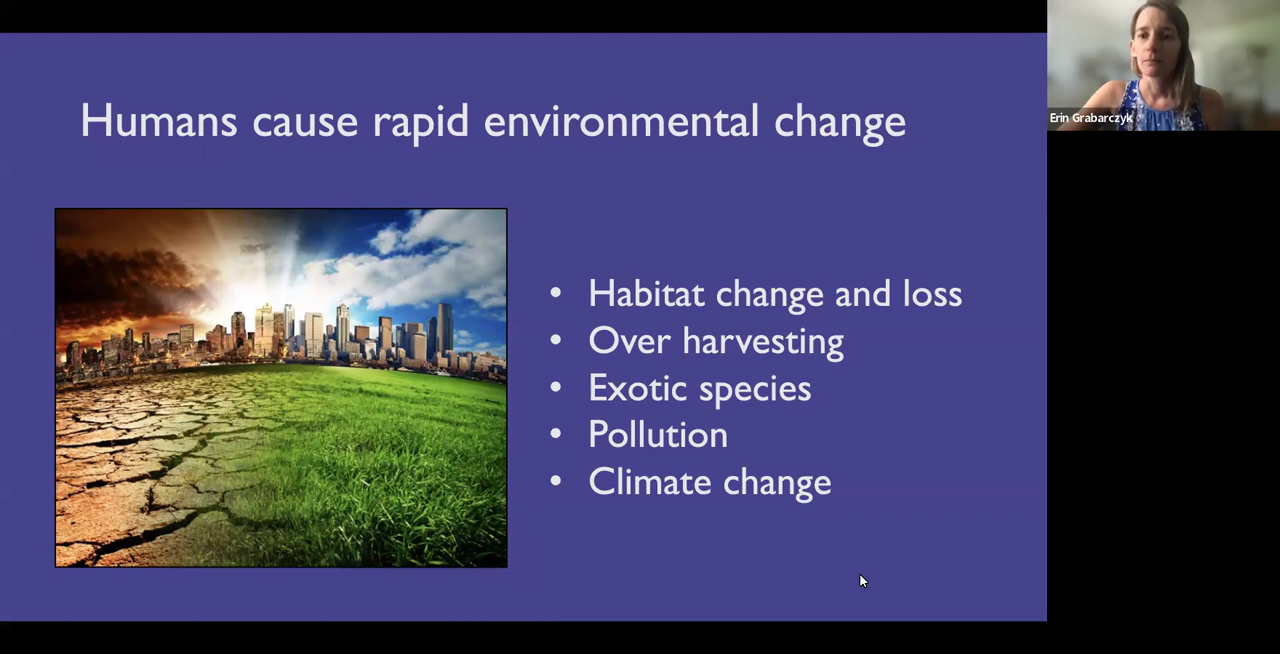 Humans cause rapid environmental change
• Habitat change and loss
• Over harvesting
• Exotic species
• Pollution
• Climate change
Erin Grabarczyk